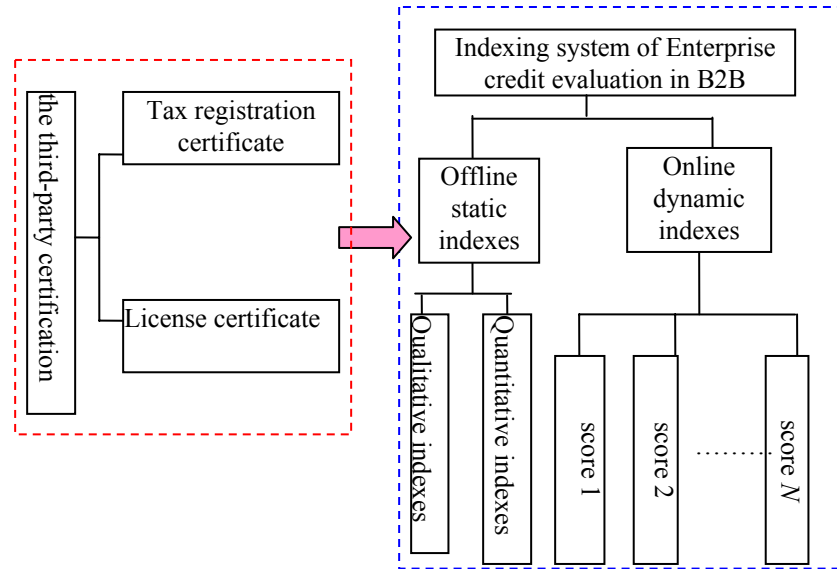 the third-party certification
Tax registration
certificate
License certificate
Indexing system of Enterprise
credit evaluation in B2B
Offline
static
indexes
Online
dynamic
indexes
Qualitative indexes
Quantitative indexes
score 1
score 2
.........
score N